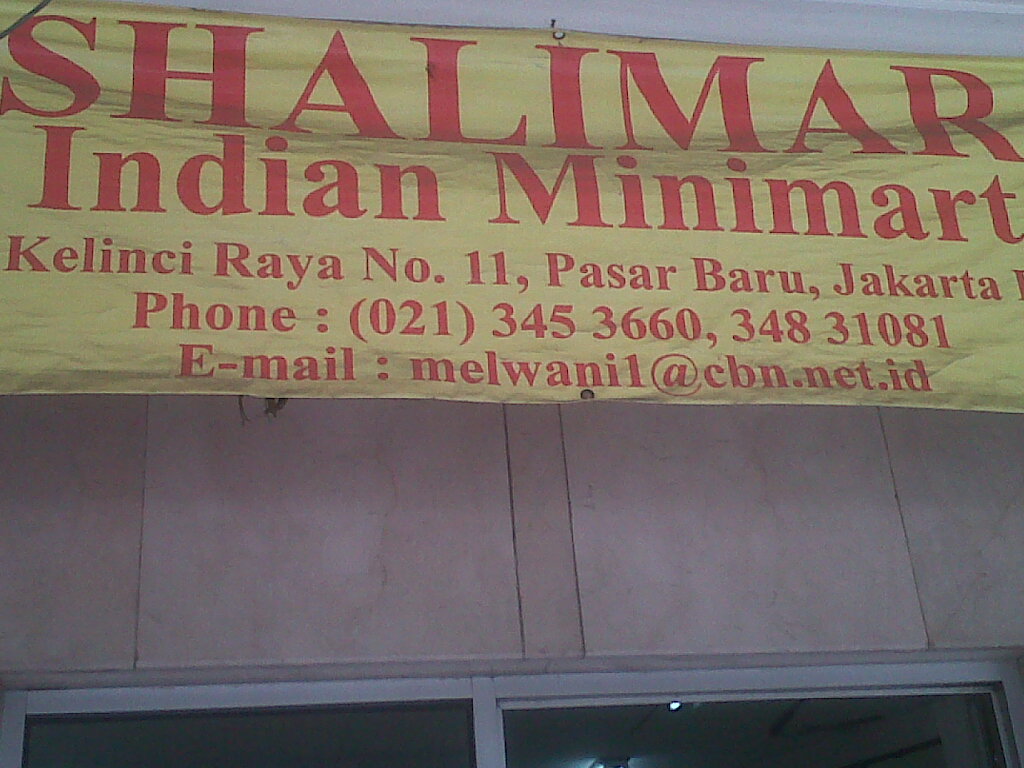 SHALIMAR
Indian Minimart
Kelinci Raya No. 11, Pasar Baru, Jakarta
Phone : (021) 345 3660, 348 31081
E-mail : melwani1@cbn.net.id